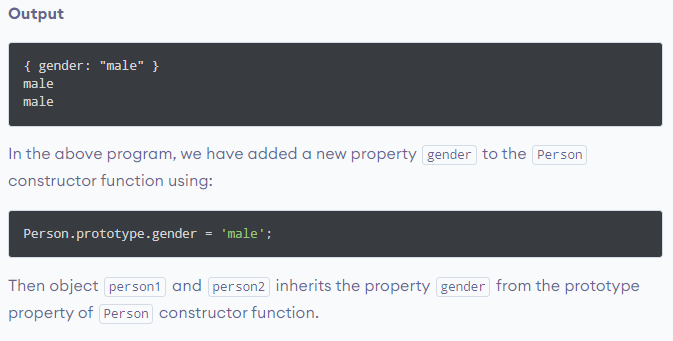 Output
{ gender: "male" }
male
male
In the above program, we have added a new property gender to the Person
constructor function using:
Person.prototype.gender = 'male';
Then object person1 and person2 inherits the property gender from the prototype
property of Person constructor function.